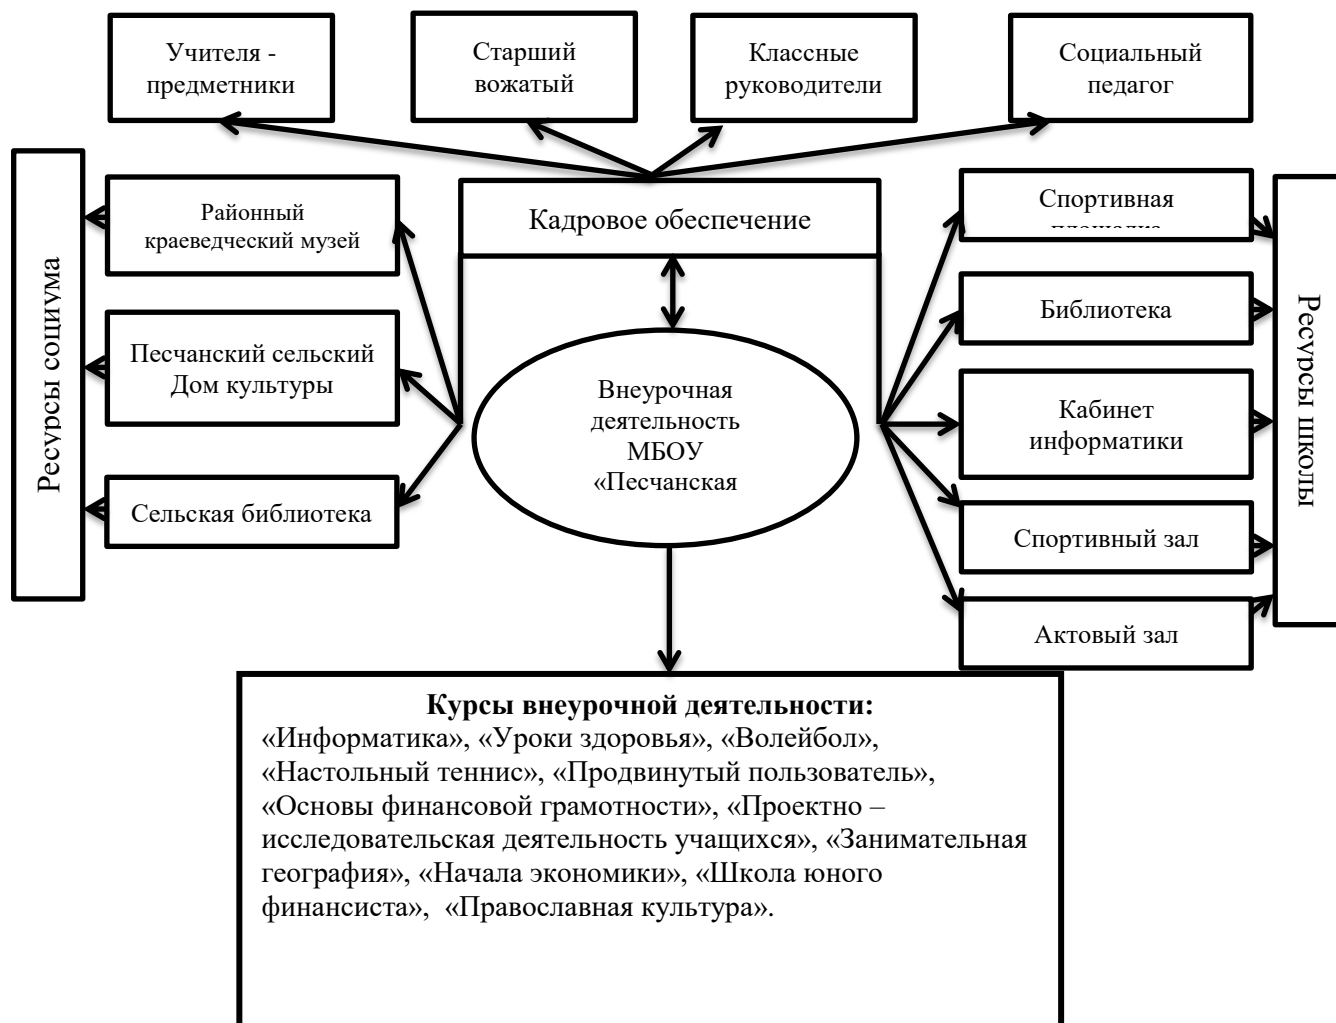 Учителя -
предметники
Старший
вожатый
Классные
руководители
Социальный
педагог
Ресурсы социума
Районный
краеведческий музей
Песчанский сельский
Дом культуры
Сельская библиотека
Кадровое обеспечение
Внеурочная
деятельность
МБОУ
«Песчанская
Спортивная
Библиотека
Кабинет
информатики
Спортивный зал
Актовый зал
Ресурсы школы
Курсы внеурочной деятельности:
«Информатика», «Уроки здоровья», «Волейбол»,
«Настольный теннис», «Продвинутый пользователь»,
«Основы финансовой грамотности», «Проектно –
исследовательская деятельность учащихся», «Занимательная
география», «Начала экономики», «Школа юного
финансиста», «Православная культура».